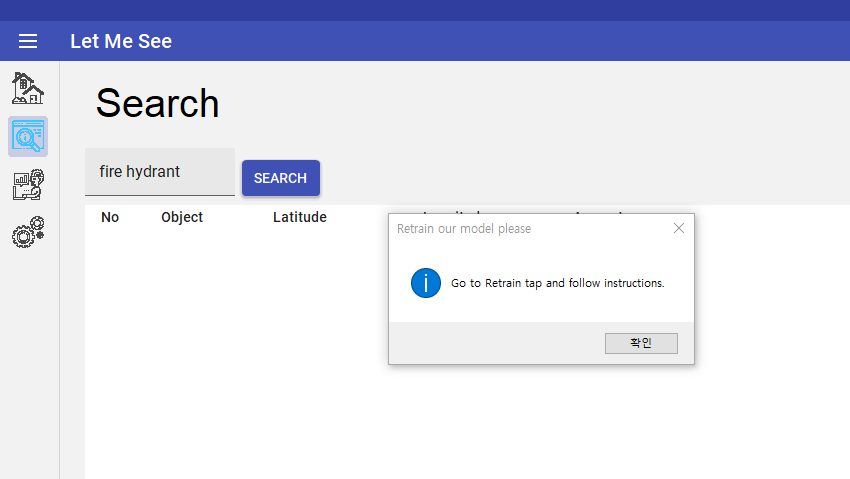 Let Me See
Search
fire hydrant
SEARCH
No Object Latitude
Retrain our model please
Go to Retrain tap and follow instructions.
확인